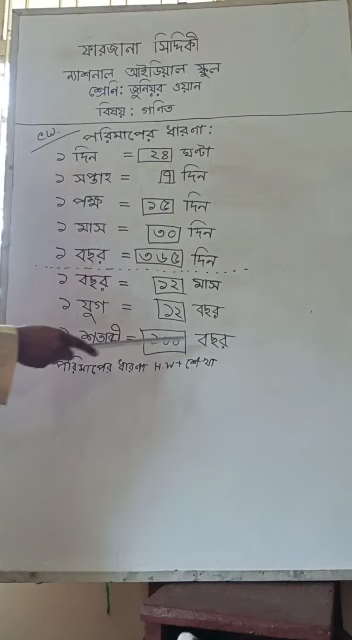 ফারজানা সিদ্দিকী
ন্যাশনাল আইডিয়াল স্কুল
শ্রেণি: জুনিয়র ওয়ান
বিষয়: গণিত
C.W.
পরিমাপের ধারণা:
১ দিন = ২৪ ঘণ্টা
১ সপ্তাহ = ৭ দিন
১ পক্ষ = ১৫ দিন
১ মাস = ৩০ দিন
১ বছর = ৩৬৫ দিন
১ বছর = ১২ মাস
১ যুগ = ১২ বছর
১ শতাব্দী = ১০০ বছর
পরিমাপের ধারণা H.W + শেখা